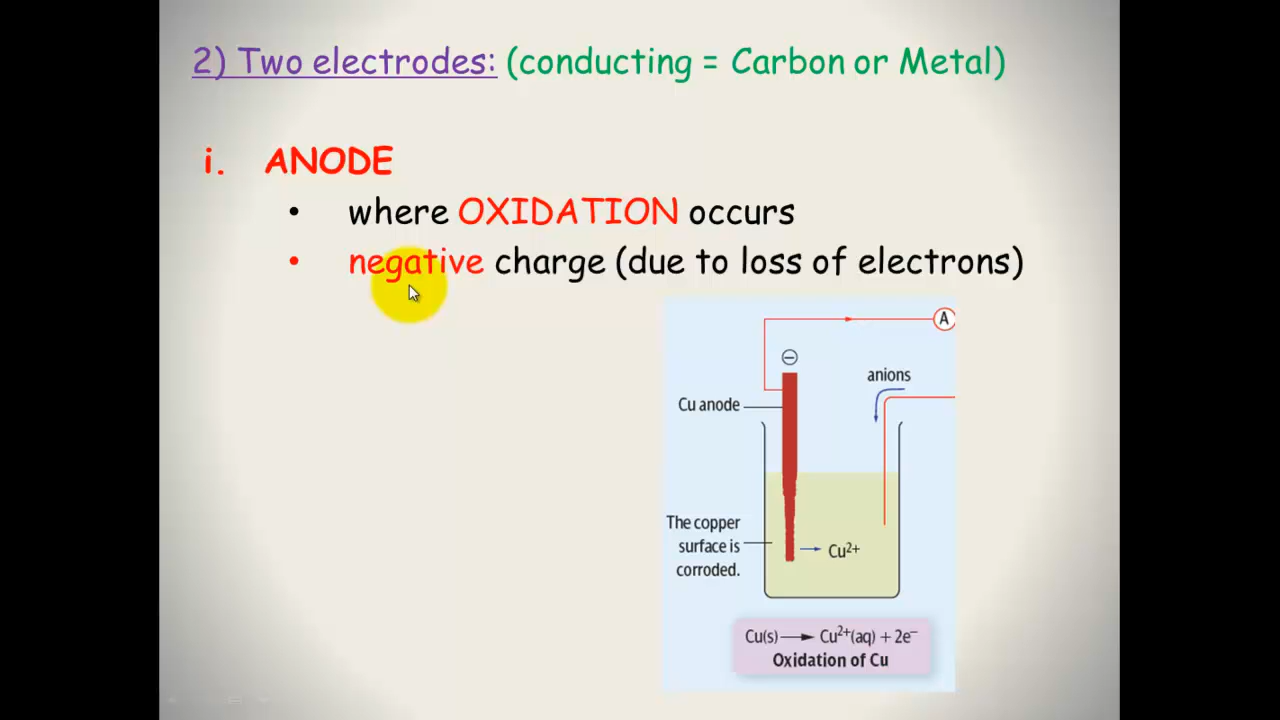 2) Two electrodes: (conducting = Carbon or Metal)
i. ANODE
• where OXIDATION occurs
• negative charge (due to loss of electrons)
A
⊖
anions
Cu anode
The copper
surface is
corroded.
Cu²⁺
Cu(s) ⟶ Cu²⁺(aq) + 2e⁻
Oxidation of Cu